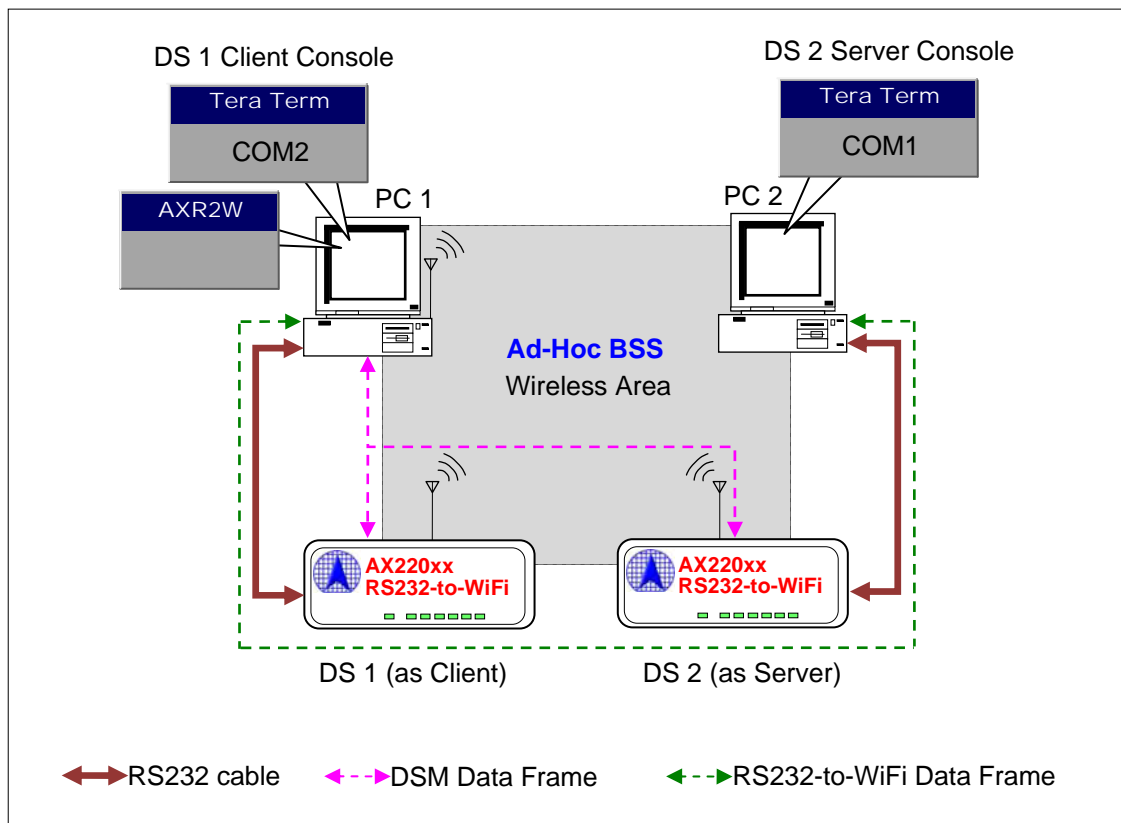 DS 1 Client Console
DS 2 Server Console
Tera Term
COM2
Tera Term
COM1
AXR2W
PC 1
PC 2
Ad-Hoc BSS
Wireless Area
AX220xx
RS232-to-WiFi
AX220xx
RS232-to-WiFi
DS 1 (as Client)
DS 2 (as Server)
RS232 cable
DSM Data Frame
RS232-to-WiFi Data Frame